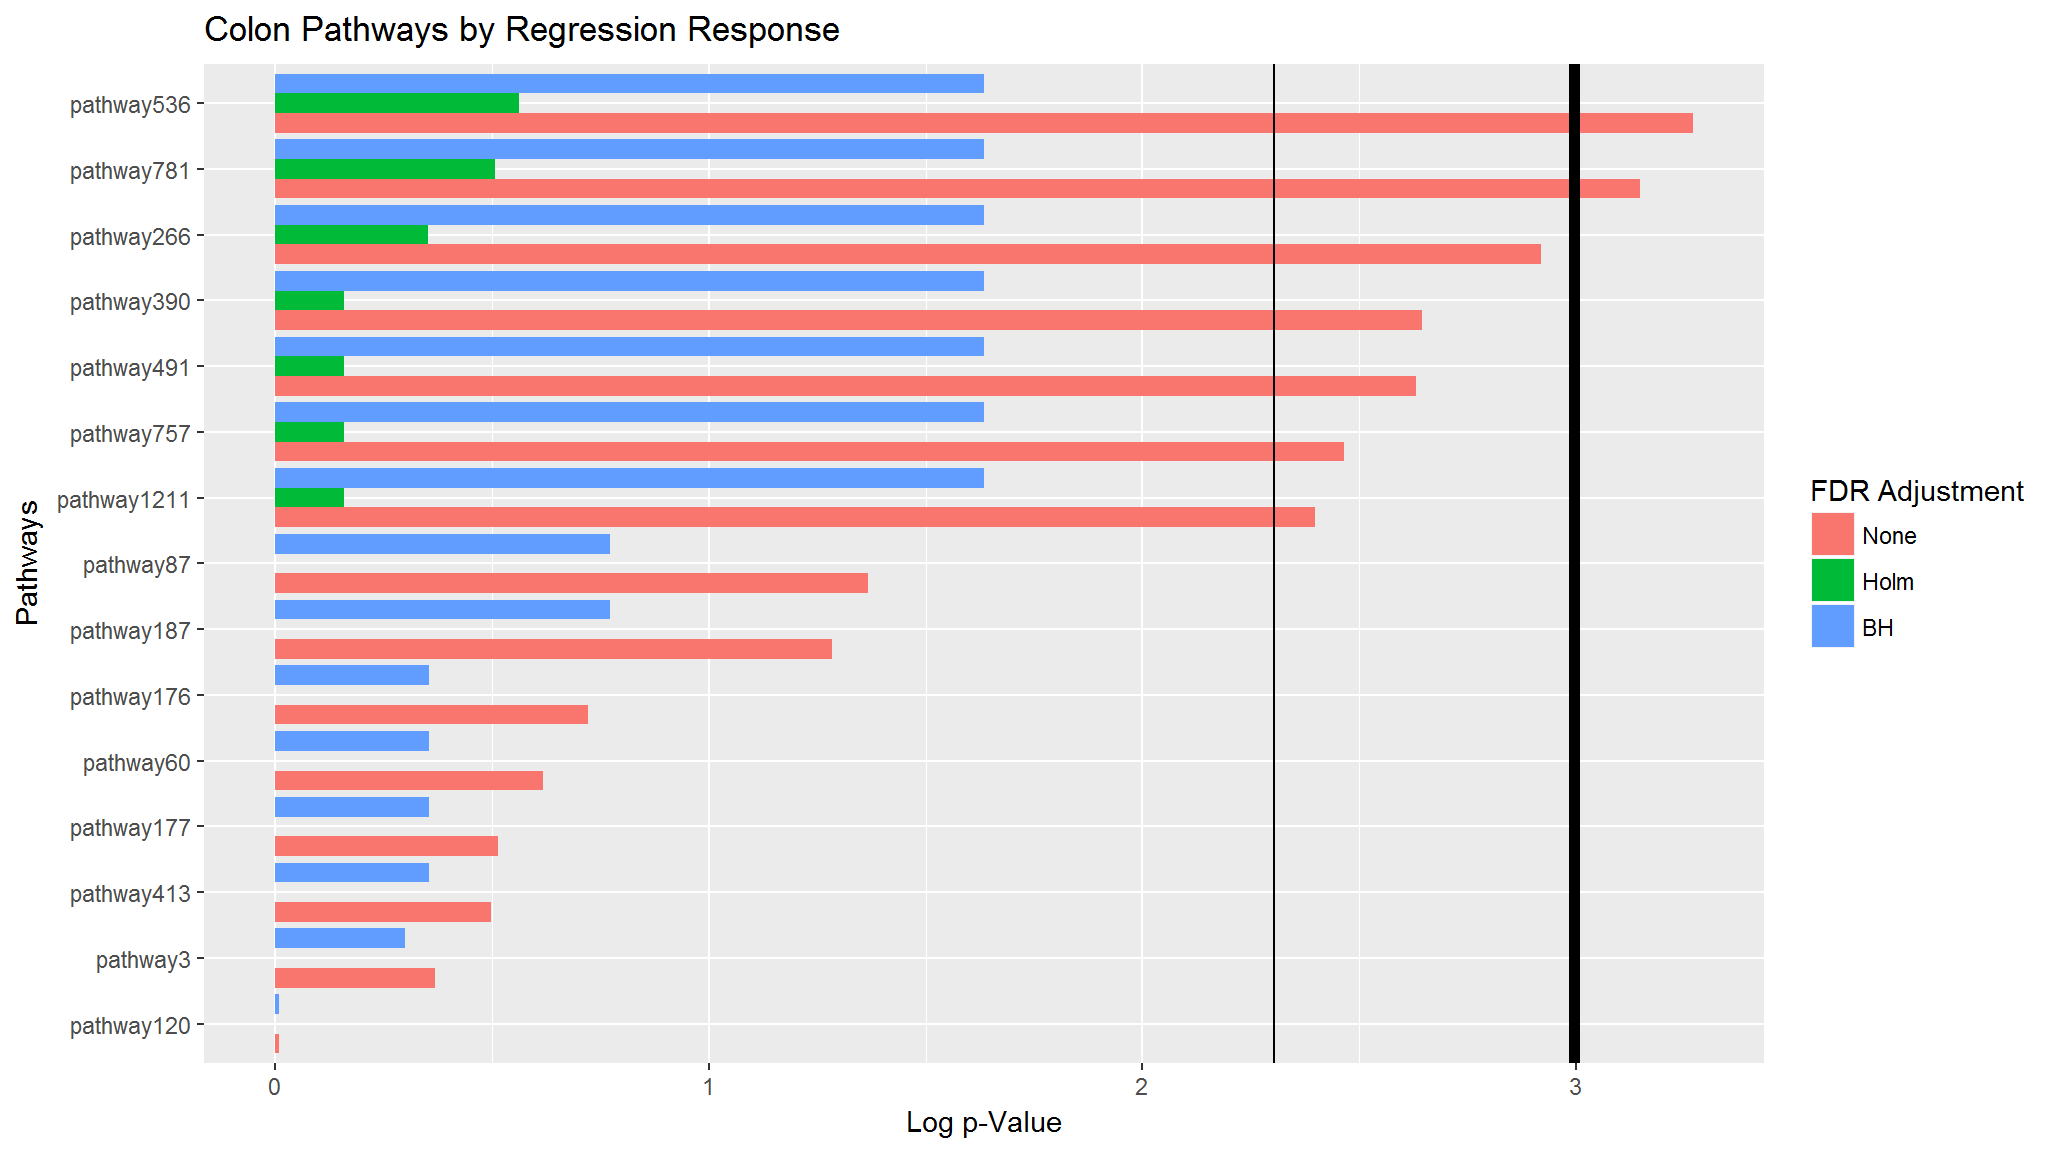 Colon Pathways by Regression Response
Pathways
pathway536
pathway781
pathway266
pathway390
pathway491
pathway757
pathway1211
pathway87
pathway187
pathway176
pathway60
pathway177
pathway413
pathway3
pathway120
0 1 2 3
Log p-Value
FDR Adjustment
None
Holm
BH